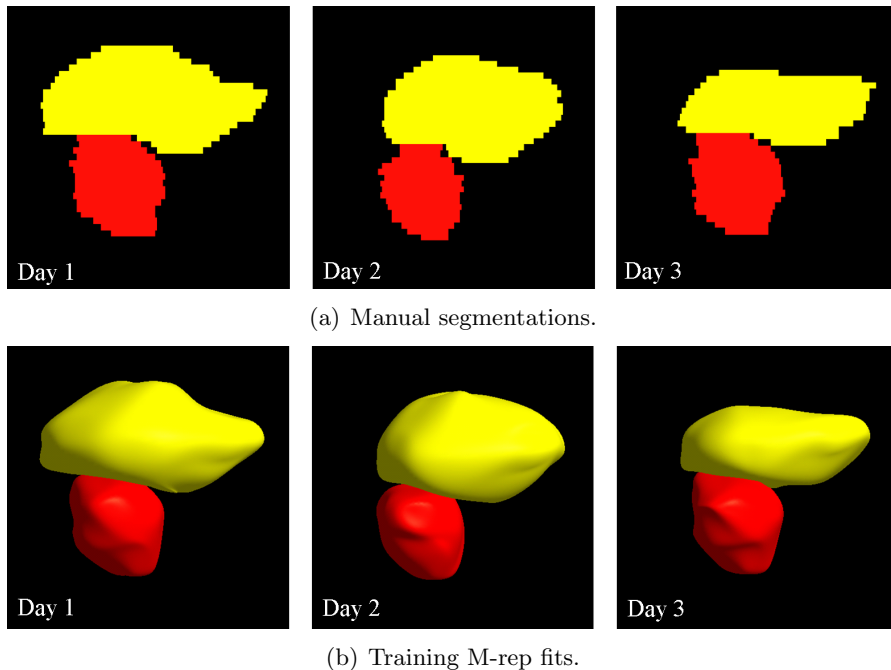 Day 1
Day 2
Day 3
(a) Manual segmentations.
Day 1
Day 2
Day 3
(b) Training M-rep fits.